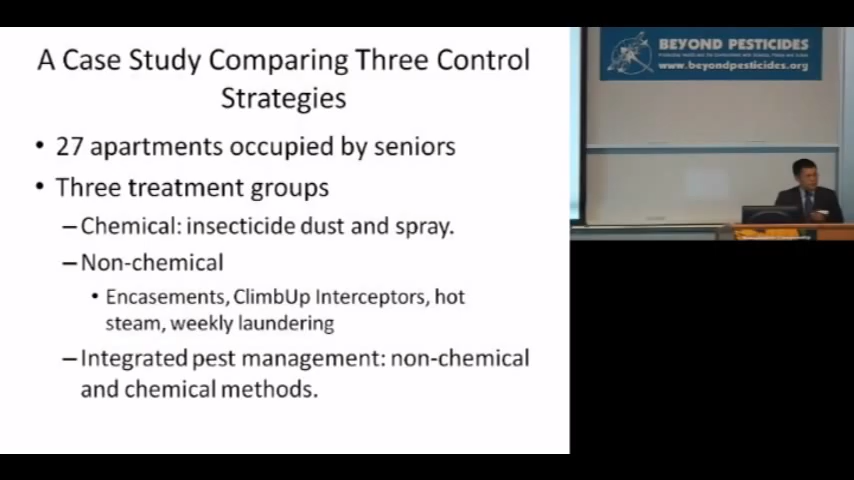 A Case Study Comparing Three Control
Strategies
• 27 apartments occupied by seniors
• Three treatment groups
–Chemical: insecticide dust and spray.
–Non-chemical
• Encasements, ClimbUp Interceptors, hot
steam, weekly laundering
–Integrated pest management: non-chemical
and chemical methods.
BEYOND PESTICIDES
www.beyondpesticides.org